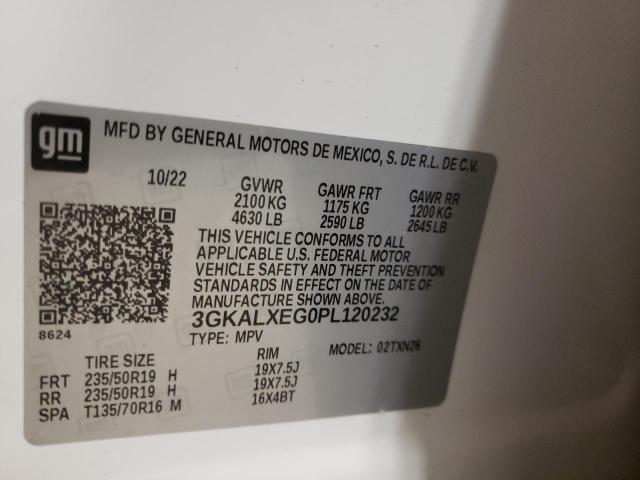 gm
MFD BY GENERAL MOTORS DE MEXICO, S. DE R.L. DE C.V.
10/22 GVWR GAWR FRT GAWR RR
2100 KG 1175 KG 1200 KG
4630 LB 2590 LB 2645 LB
THIS VEHICLE CONFORMS TO ALL
APPLICABLE U.S. FEDERAL MOTOR
VEHICLE SAFETY AND THEFT PREVENTION
STANDARDS IN EFFECT ON THE DATE OF
MANUFACTURE SHOWN ABOVE.
8624
3GKALXEG0PL120232
TYPE: MPV MODEL: 02TXN26
TIRE SIZE RIM
FRT 235/50R19 H 19X7.5J
RR 235/50R19 H 19X7.5J
SPA T135/70R16 M 16X4BT